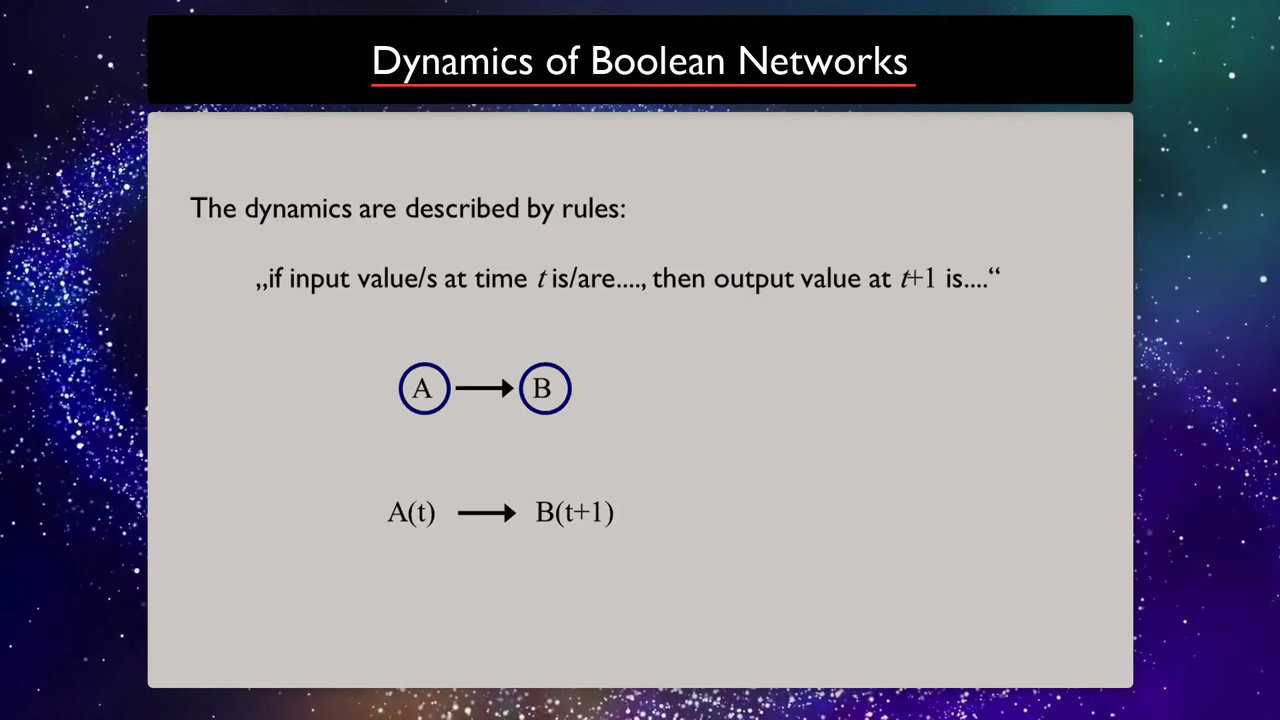 Dynamics of Boolean Networks
The dynamics are described by rules:
„if input value/s at time t is/are...., then output value at t+1 is....“
A B
A(t) B(t+1)